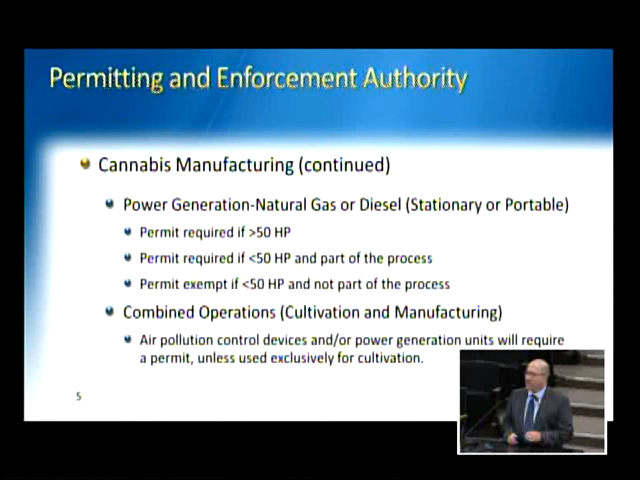 Permitting and Enforcement Authority
Cannabis Manufacturing (continued)
Power Generation-Natural Gas or Diesel (Stationary or Portable)
Permit required if >50 HP
Permit required if <50 HP and part of the process
Permit exempt if <50 HP and not part of the process
Combined Operations (Cultivation and Manufacturing)
Air pollution control devices and/or power generation units will require
a permit, unless used exclusively for cultivation.
5